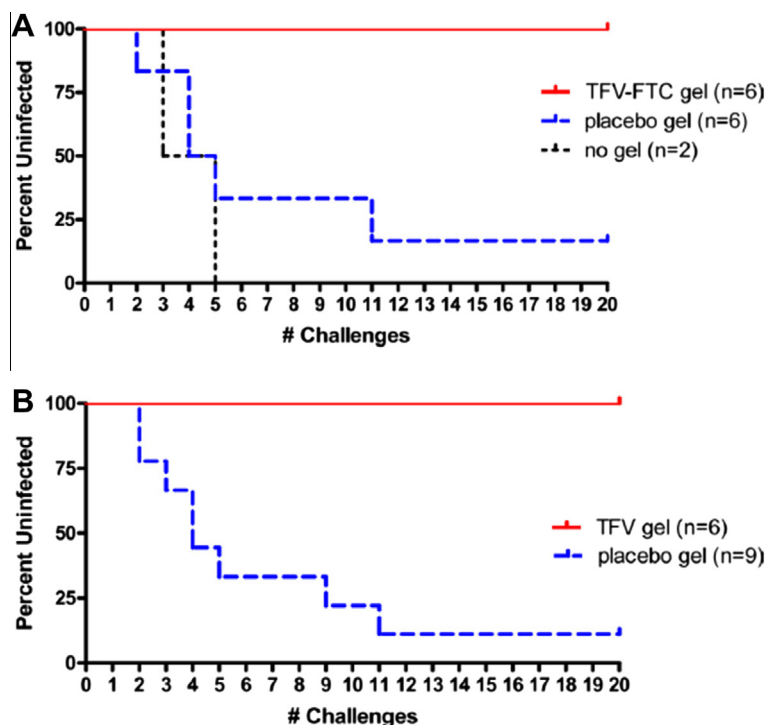 A
100
75
50
25
0
Percent Uninfected
0 1 2 3 4 5 6 7 8 9 10 11 12 13 14 15 16 17 18 19 20
# Challenges
TFV-FTC gel (n=6)
placebo gel (n=6)
no gel (n=2)
B
100
75
50
25
0
Percent Uninfected
0 1 2 3 4 5 6 7 8 9 10 11 12 13 14 15 16 17 18 19 20
# Challenges
TFV gel (n=6)
placebo gel (n=9)